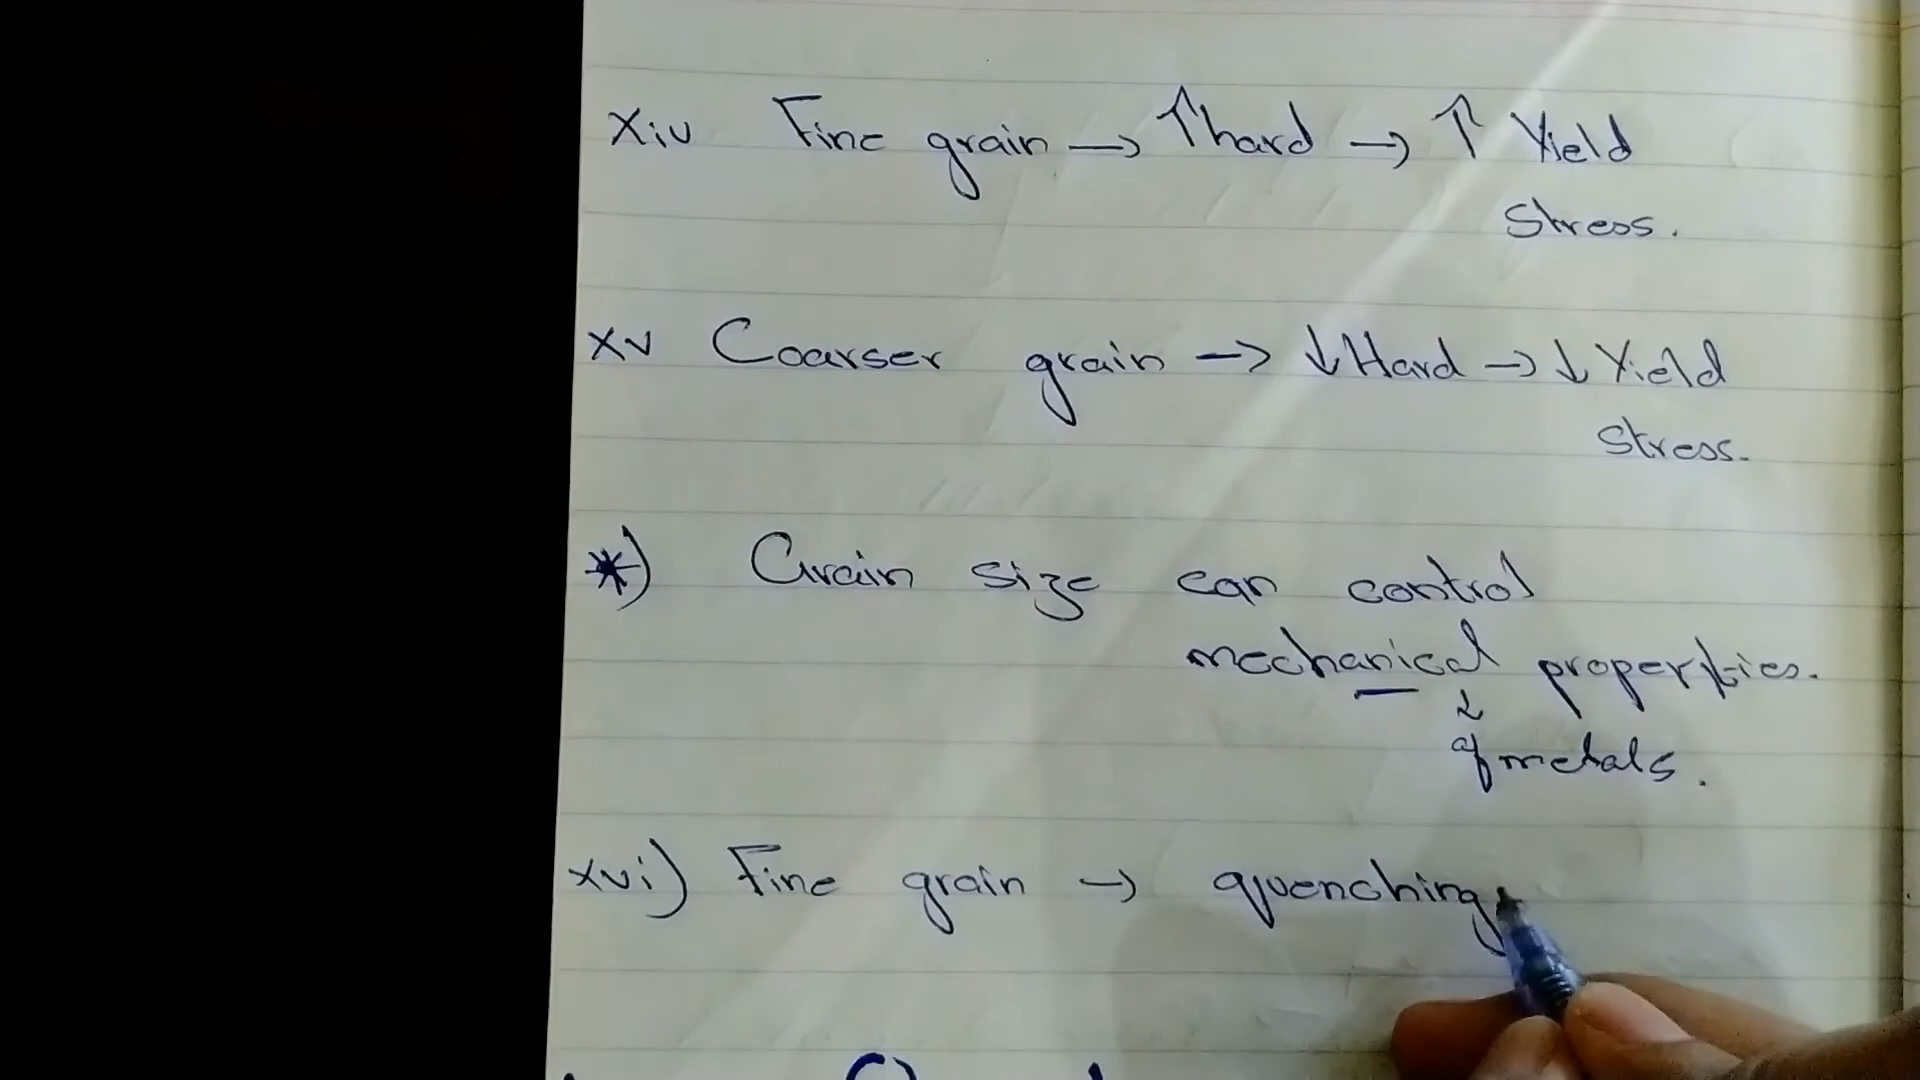 xiv Fine grain → ↑hard → ↑ Yield
Stress.
xv Coarser grain → ↓Hard → ↓ Yield
Stress.
*) Grain size can control
mechanical properties.
of metals.
xvi) Fine grain → quenching